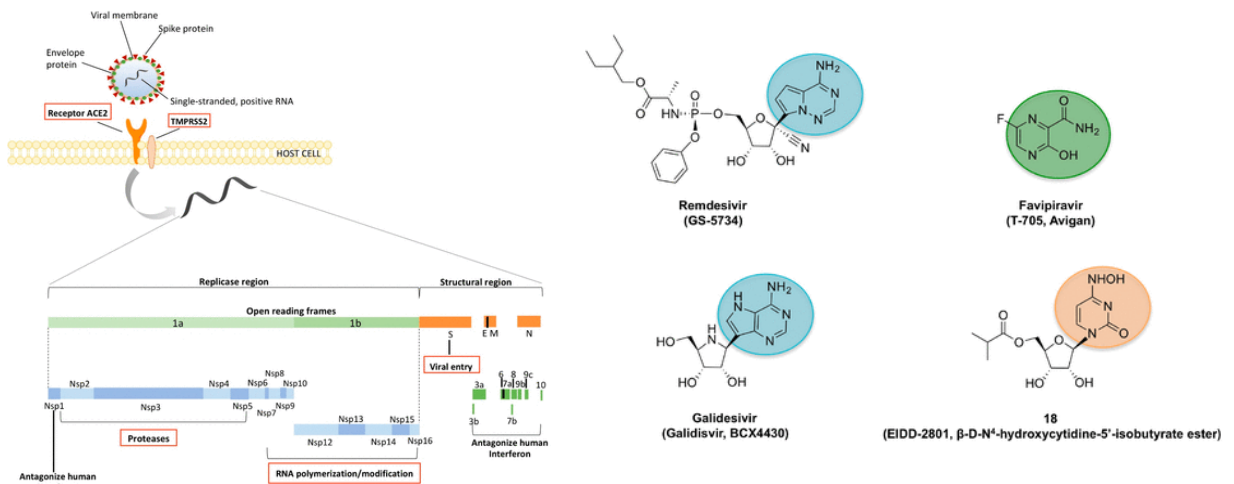 Viral membrane
Spike protein
Envelope
protein
Single-stranded, positive RNA
Receptor ACE2
TMPRSS2
HOST CELL
Replicase region
Structural region
Open reading frames
1a
1b
S
E M
N
Viral entry
Nsp2
Nsp4
Nsp6
Nsp8
Nsp10
Nsp1
Nsp3
Nsp5
Nsp7
Nsp9
Nsp13
Nsp15
Nsp12
Nsp14
Nsp16
3a
6
7a
8
9b
9c
10
3b
7b
Proteases
Antagonize human
Interferon
RNA polymerization/modification
Antagonize human
NH2
N
N
N
O
O
HN
P
O
O
O
O
N
HO
OH
Remdesivir
(GS-5734)
F
N
N
O
NH2
OH
Favipiravir
(T-705, Avigan)
NH2
H
N
N
N
H
N
HO
HO
OH
Galidesivir
(Galidisvir, BCX4430)
NHOH
N
N
O
O
O
O
HO
OH
18
(EIDD-2801, β-D-N4-hydroxycytidine-5'-isobutyrate ester)